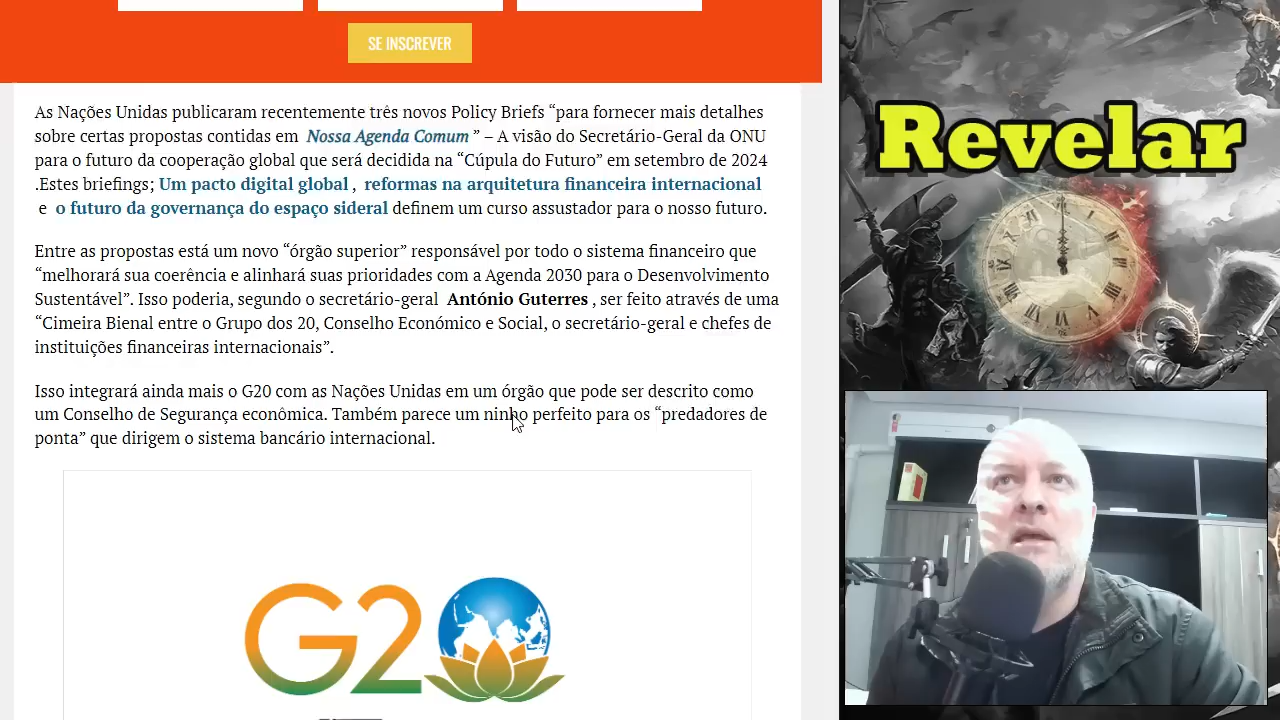 SE INSCREVER
As Nações Unidas publicaram recentemente três novos Policy Briefs “para fornecer mais detalhes
sobre certas propostas contidas em Nossa Agenda Comum ” – A visão do Secretário-Geral da ONU
para o futuro da cooperação global que será decidida na “Cúpula do Futuro” em setembro de 2024
.Estes briefings; Um pacto digital global , reformas na arquitetura financeira internacional
e o futuro da governança do espaço sideral definem um curso assustador para o nosso futuro.
Entre as propostas está um novo “órgão superior” responsável por todo o sistema financeiro que
“melhorará sua coerência e alinhará suas prioridades com a Agenda 2030 para o Desenvolvimento
Sustentável”. Isso poderia, segundo o secretário-geral António Guterres , ser feito através de uma
“Cimeira Bienal entre o Grupo dos 20, Conselho Económico e Social, o secretário-geral e chefes de
instituições financeiras internacionais”.
Isso integrará ainda mais o G20 com as Nações Unidas em um órgão que pode ser descrito como
um Conselho de Segurança econômica. Também parece um ninho perfeito para os “predadores de
ponta” que dirigem o sistema bancário internacional.
G20
Revelar